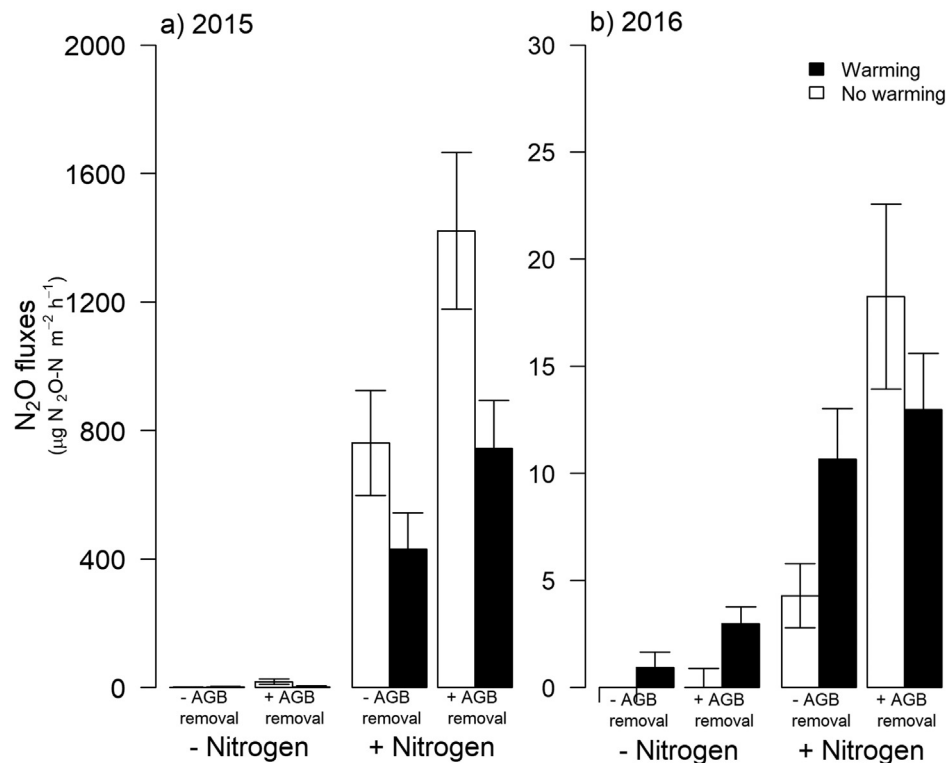 a) 2015
2000
1600
1200
800
400
0
N₂O fluxes
(μg N₂O-N m⁻² h⁻¹)
- AGB
removal
+ AGB
removal
- AGB
removal
+ AGB
removal
- Nitrogen
+ Nitrogen
b) 2016
30
25
20
15
10
5
0
Warming
No warming
- AGB
removal
+ AGB
removal
- AGB
removal
+ AGB
removal
- Nitrogen
+ Nitrogen